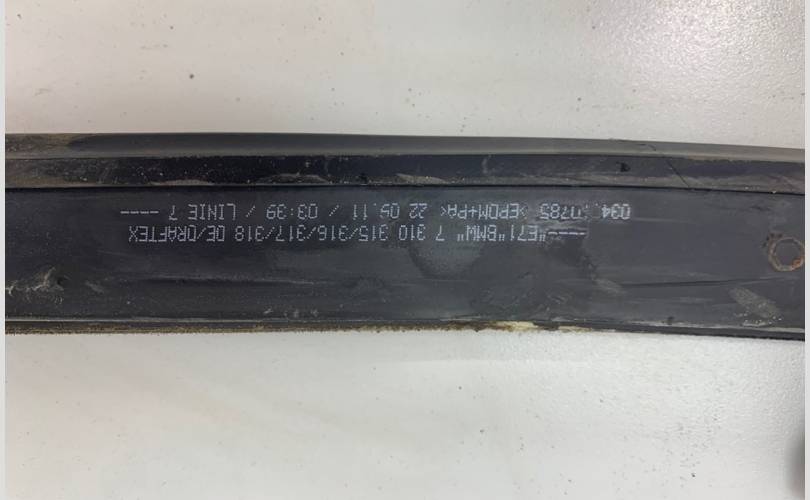 ----"E71"BMW" 7 310 315/316/317/318 DE/DRAFTEX
034 .0785 >EPDM+PA< 22 09.11 / 03:39 / LINIE 7 ----